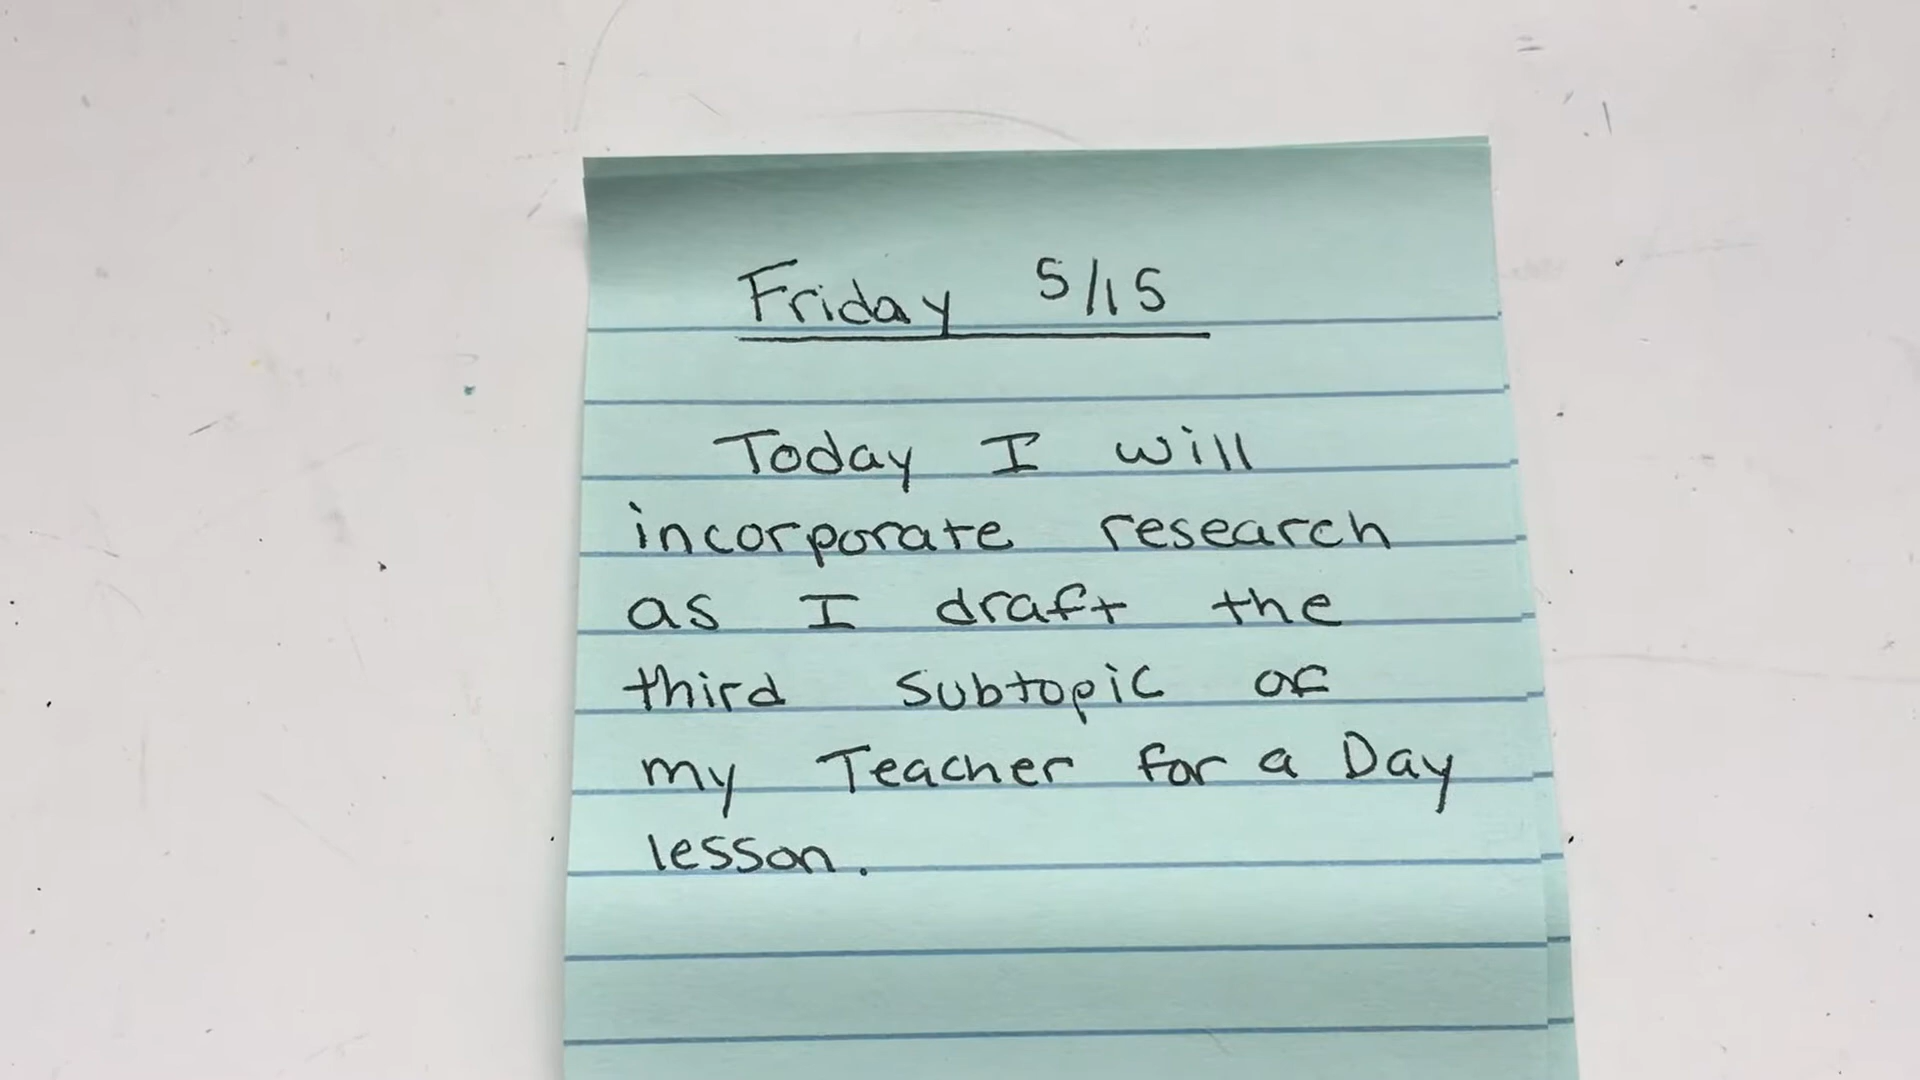 Friday 5/15
Today I will
incorporate research
as I draft the
third subtopic of
my Teacher for a Day
lesson.